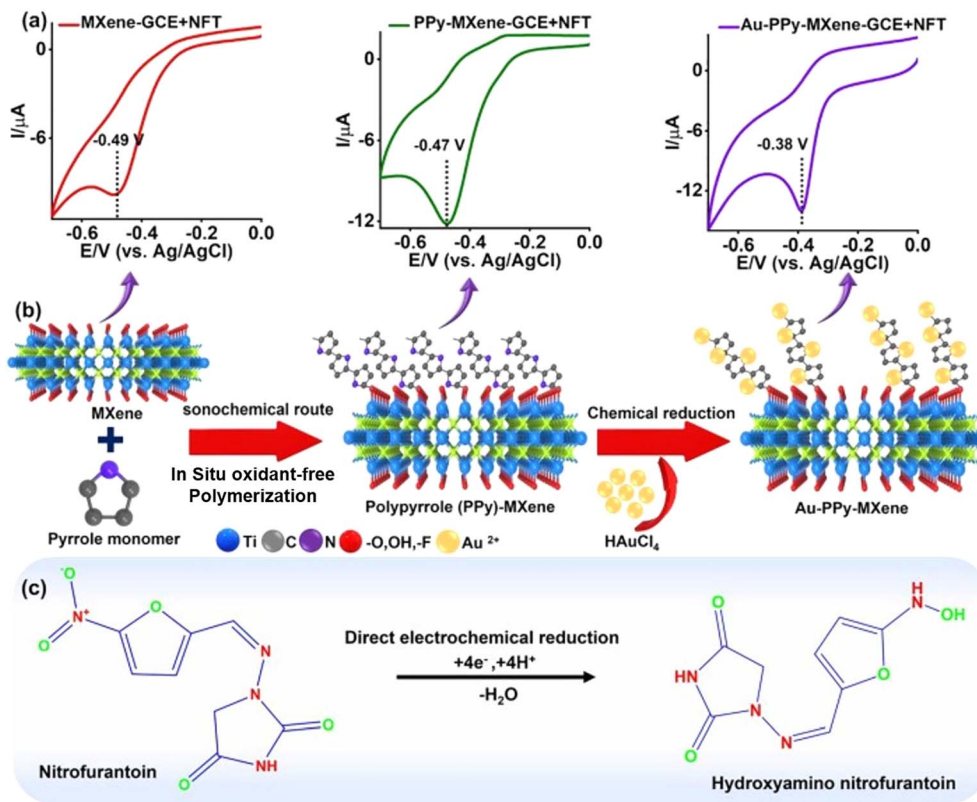 (a)
MXene-GCE+NFT
I/µA
0
-6
-0.49 V
-0.6 -0.4 -0.2 0.0
E/V (vs. Ag/AgCl)
PPy-MXene-GCE+NFT
I/µA
0
-6
-12
-0.47 V
-0.6 -0.4 -0.2 0.0
E/V (vs. Ag/AgCl)
Au-PPy-MXene-GCE+NFT
I/µA
0
-6
-12
-0.38 V
-0.6 -0.4 -0.2 0.0
E/V (vs. Ag/AgCl)
(b)
MXene
+
Pyrrole monomer
sonochemical route
In Situ oxidant-free
Polymerization
Polypyrrole (PPy)-MXene
Chemical reduction
HAuCl4
Au-PPy-MXene
Ti C N -O,OH,-F Au 2+
(c)
-O
N+
O
O
N
N
O
O
NH
Nitrofurantoin
Direct electrochemical reduction
+4e-,+4H+
-H2O
H
N
OH
O
O
HN
N
O
N
Hydroxyamino nitrofurantoin